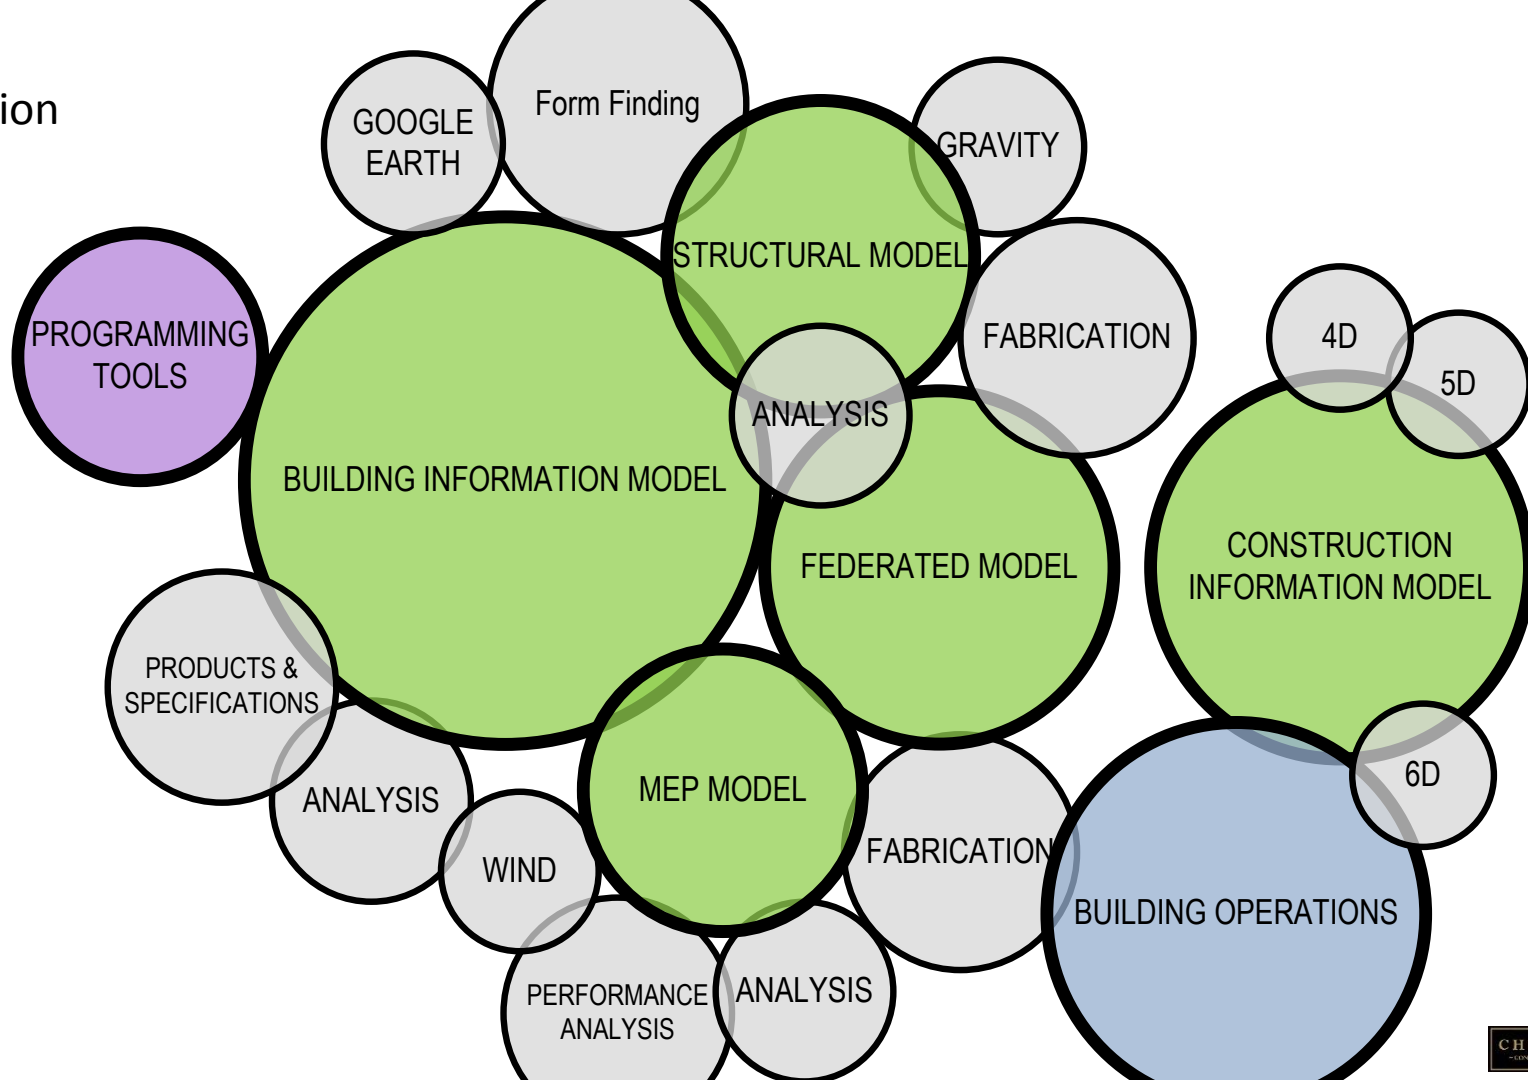 ion
Form Finding
GOOGLE
EARTH
GRAVITY
STRUCTURAL MODEL
PROGRAMMING
TOOLS
FABRICATION
4D
5D
ANALYSIS
BUILDING INFORMATION MODEL
FEDERATED MODEL
CONSTRUCTION
INFORMATION MODEL
PRODUCTS &
SPECIFICATIONS
ANALYSIS
MEP MODEL
6D
WIND
FABRICATION
BUILDING OPERATIONS
PERFORMANCE
ANALYSIS
ANALYSIS
CH